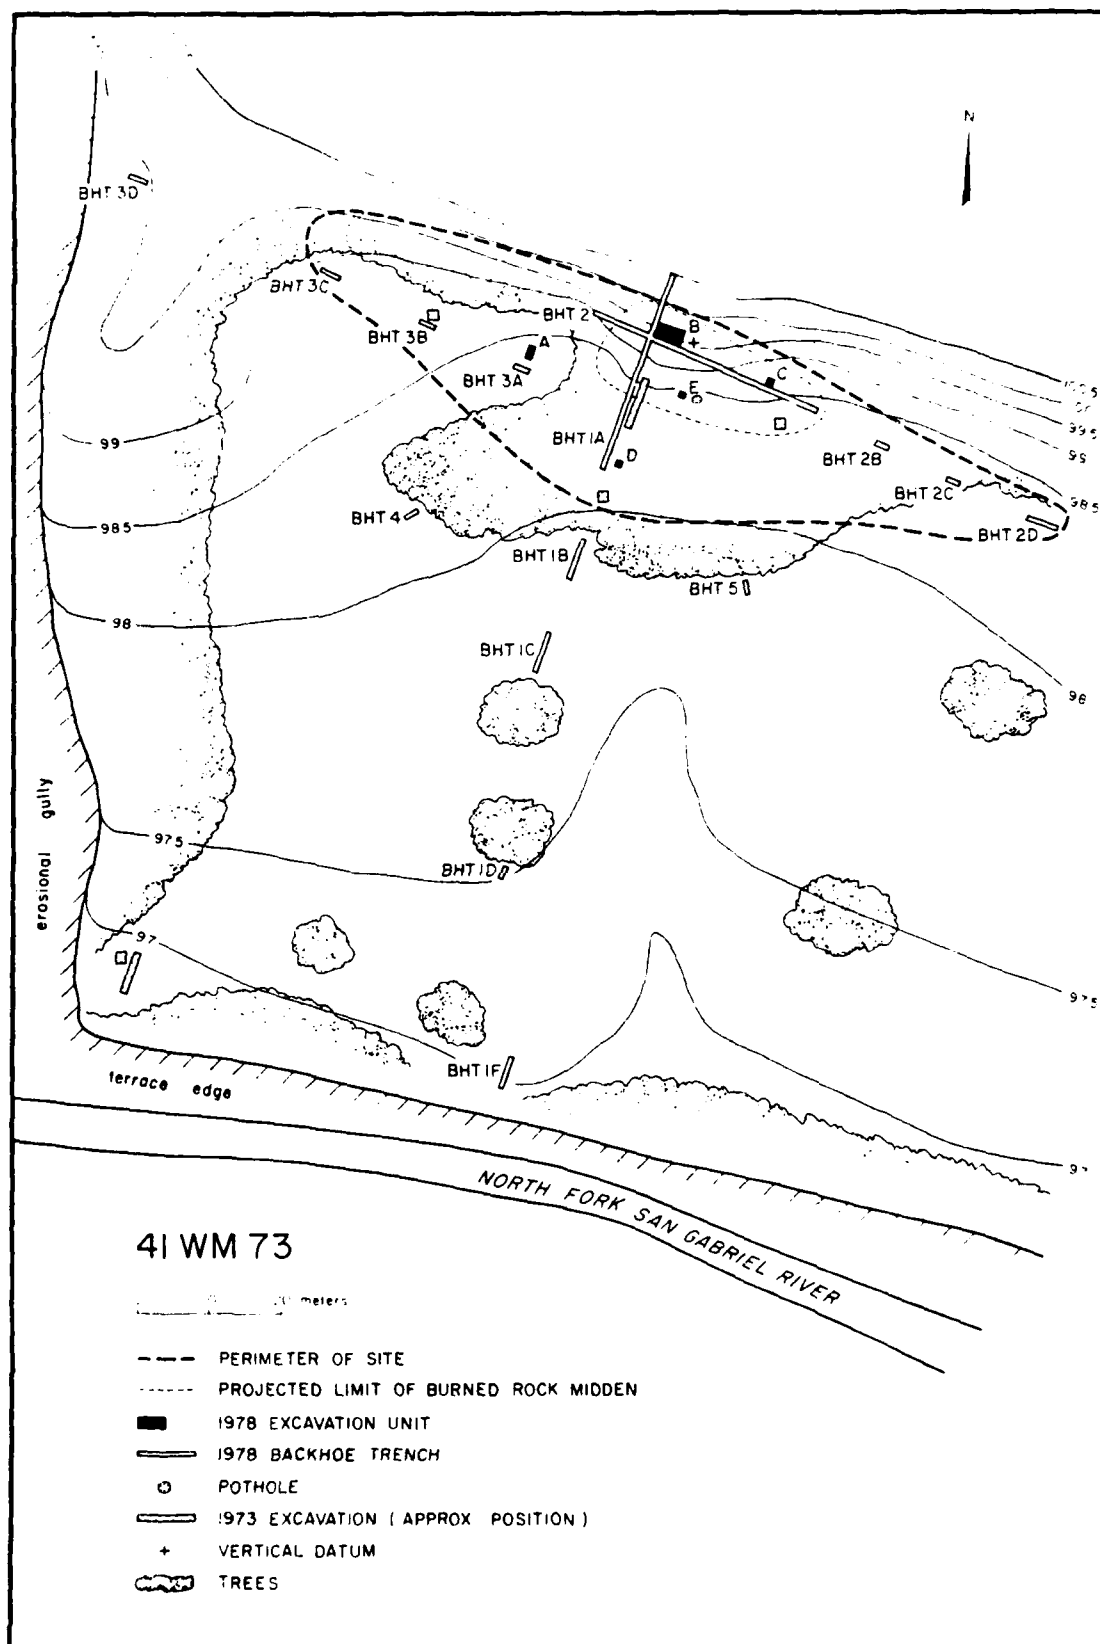 N
BHT 3D
BHT 3C
BHT 2
B
BHT 3B
A
BHT 3A
C
E
99
BHT 1A
D
BHT 2B
99.5
99
BHT 2C
985
985
BHT 4
BHT 1B
BHT 2D
BHT 5
98
BHT 1C
98
erosional gully
975
BHT 1D
97
975
BHT 1F
terrace edge
97
NORTH FORK SAN GABRIEL RIVER
41 WM 73
meters
PERIMETER OF SITE
PROJECTED LIMIT OF BURNED ROCK MIDDEN
1978 EXCAVATION UNIT
1978 BACKHOE TRENCH
POTHOLE
1973 EXCAVATION ( APPROX POSITION )
+ VERTICAL DATUM
TREES